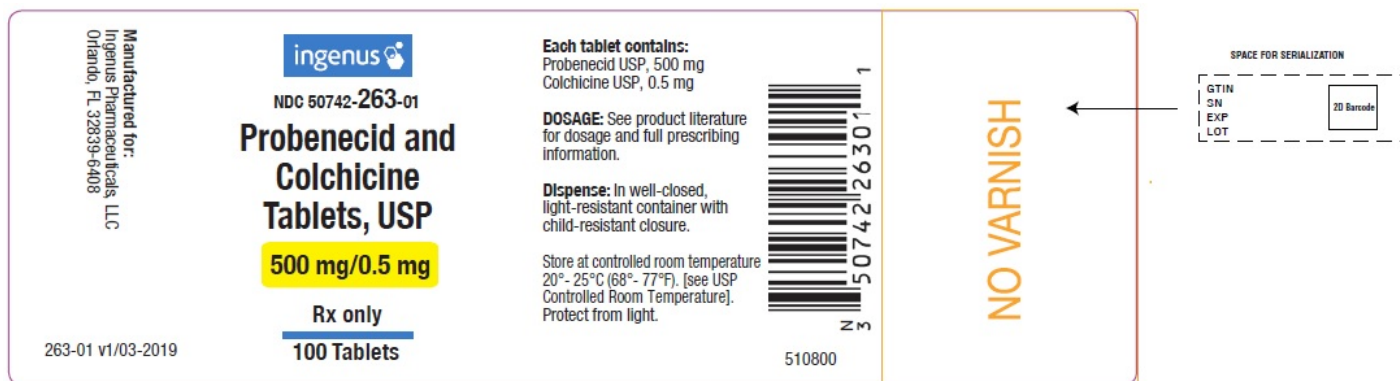 Manufactured for:
Ingenus Pharmaceuticals, LLC
Orlando, FL 32839-6408
263-01 v1/03-2019
ingenus
NDC 50742-263-01
Probenecid and
Colchicine
Tablets, USP
500 mg/0.5 mg
Rx only
100 Tablets
Each tablet contains:
Probenecid USP, 500 mg
Colchicine USP, 0.5 mg
DOSAGE: See product literature
for dosage and full prescribing
information.
Dispense: In well-closed,
light-resistant container with
child-resistant closure.
Store at controlled room temperature
20°- 25°C (68°- 77°F). [see USP
Controlled Room Temperature].
Protect from light.
N
3
50742 26301
1
510800
NO VARNISH
SPACE FOR SERIALIZATION
GTIN
SN
EXP
LOT
2D Barcode